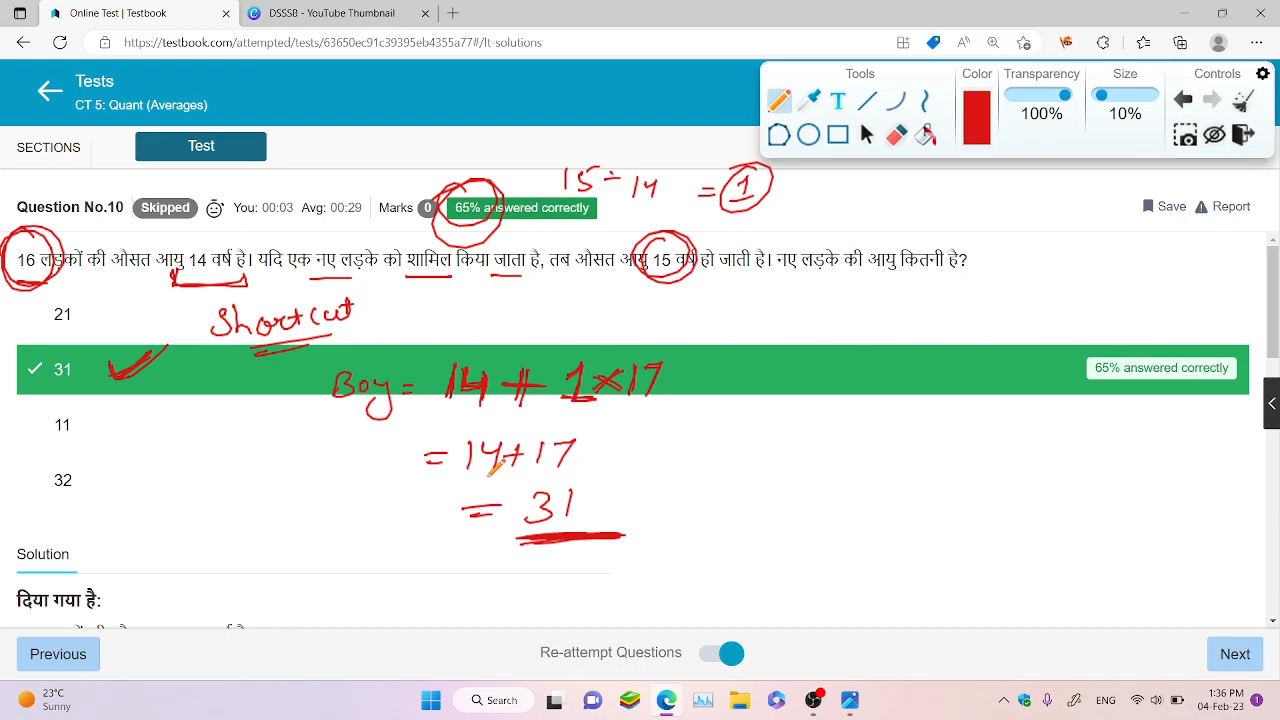 Online Test | Testbook
DSSSB - YouTube Thumbnail
https://testbook.com/attempted/tests/63650ec91c39395eb4355a77#/lt-solutions
Tests
CT 5: Quant (Averages)
Tools
Color
Transparency
Size
Controls
100%
10%
SECTIONS
Test
15 - 14 = 1
Question No.10
Skipped
You: 00:03
Avg: 00:29
Marks
0
65% answered correctly
Save
Report
16 लड़कों की औसत आयु 14 वर्ष है। यदि एक नए लड़के को शामिल किया जाता है, तब औसत आयु 15 वर्ष हो जाती है। नए लड़के की आयु कितनी है?
21
Shortcut
31
65% answered correctly
Boy = 14 + 1×17
11
= 14+17
32
= 31
Solution
दिया गया है:
Previous
Re-attempt Questions
Next
23°C
Sunny
Search
ENG
1:36 PM
04-Feb-23
1